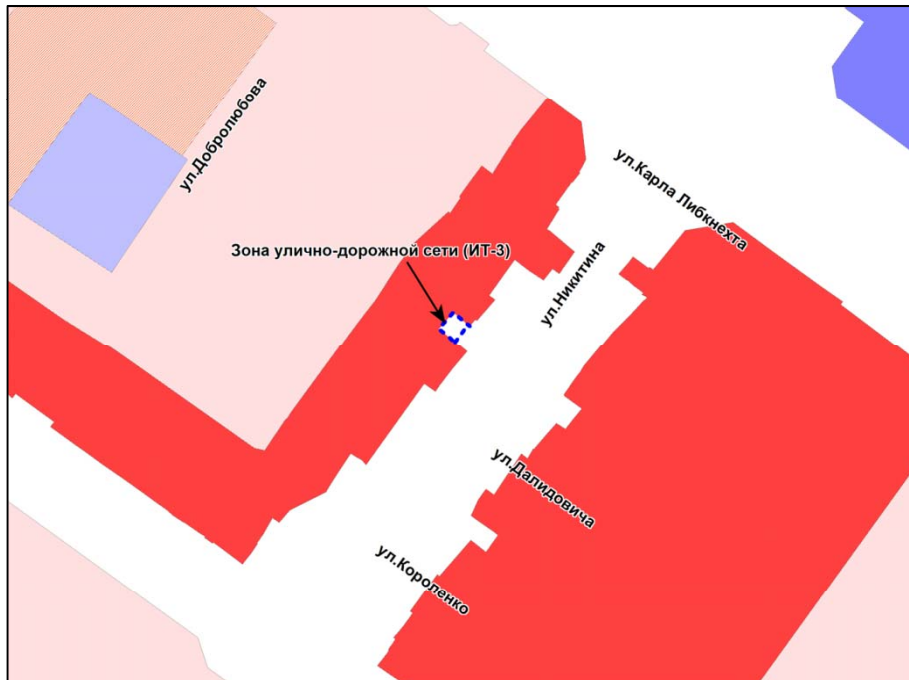 ул.Добролюбова
ул.Карла Либкнехта
Зона улично-дорожной сети (ИТ-3)
ул.Никитина
ул.Далидовича
ул.Короленко